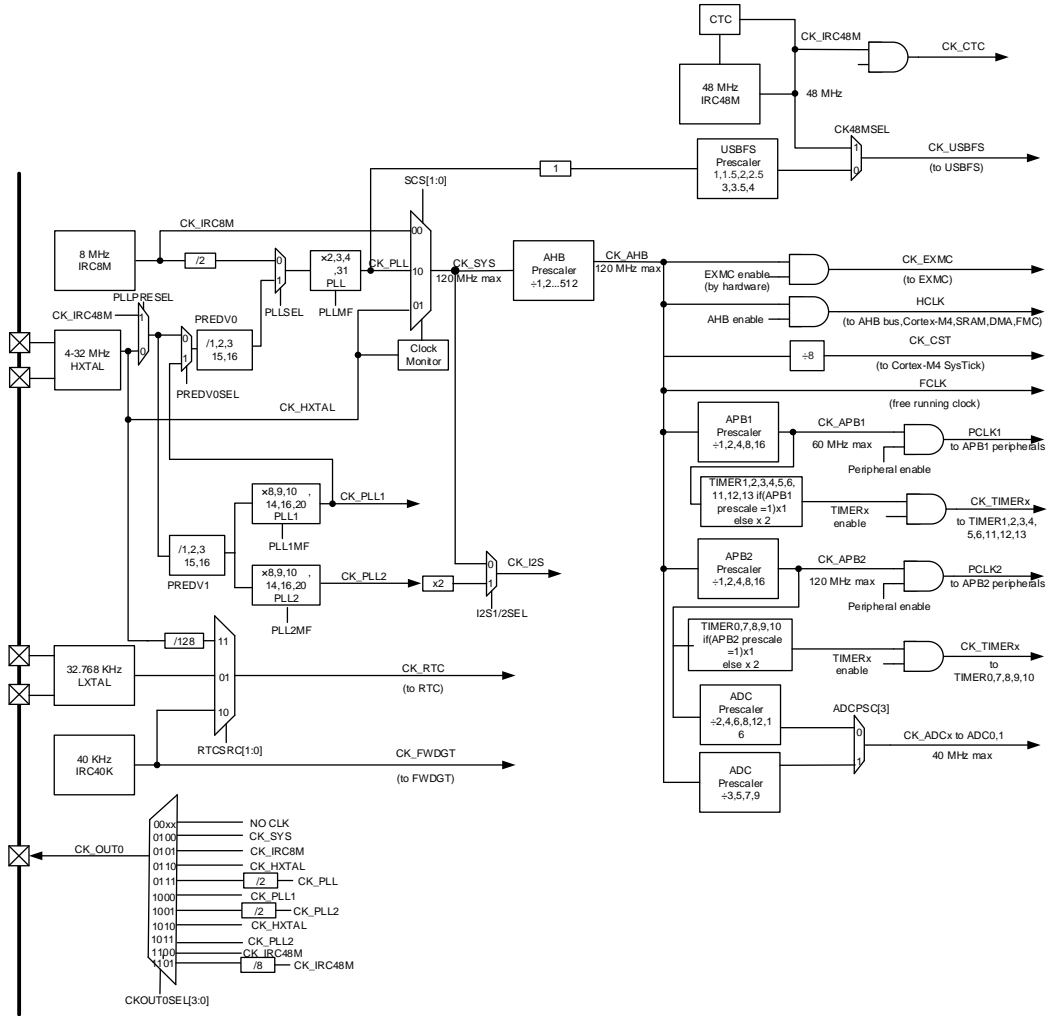 CTC
CK_IRC48M
CK_CTC
48 MHz
IRC48M
48 MHz
CK48MSEL
USBFS
Prescaler
1,1.5,2,2.5
3,3.5,4
1
0
CK_USBFS
(to USBFS)
1
SCS[1:0]
CK_IRC8M
8 MHz
IRC8M
/2
0
1
PLLSEL
×2,3,4
,31
PLL
PLLMF
CK_PLL
00
10
01
CK_SYS
120 MHz max
AHB
Prescaler
÷1,2...512
CK_AHB
120 MHz max
EXMC enable
(by hardware)
CK_EXMC
(to EXMC)
AHB enable
HCLK
(to AHB bus,Cortex-M4,SRAM,DMA,FMC)
÷8
CK_CST
(to Cortex-M4 SysTick)
FCLK
(free running clock)
PLLPRESEL
CK_IRC48M
1
0
4-32 MHz
HXTAL
0
1
PREDV0SEL
PREDV0
/1,2,3
15,16
Clock
Monitor
CK_HXTAL
APB1
Prescaler
÷1,2,4,8,16
CK_APB1
60 MHz max
Peripheral enable
PCLK1
to APB1 peripherals
TIMER1,2,3,4,5,6,
11,12,13 if(APB1
prescale =1)x1
else x 2
TIMERx
enable
CK_TIMERx
to TIMER1,2,3,4,
5,6,11,12,13
×8,9,10 ,
14,16,20
PLL1
PLL1MF
CK_PLL1
/1,2,3
15,16
PREDV1
×8,9,10 ,
14,16,20
PLL2
PLL2MF
CK_PLL2
x2
0
1
CK_I2S
I2S1/2SEL
APB2
Prescaler
÷1,2,4,8,16
CK_APB2
120 MHz max
Peripheral enable
PCLK2
to APB2 peripherals
TIMER0,7,8,9,10
if(APB2 prescale
=1)x1
else x 2
TIMERx
enable
CK_TIMERx
to
TIMER0,7,8,9,10
/128
11
01
10
32.768 KHz
LXTAL
CK_RTC
(to RTC)
RTCSRC[1:0]
40 KHz
IRC40K
CK_FWDGT
(to FWDGT)
ADC
Prescaler
÷2,4,6,8,12,1
6
ADCPSC[3]
0
1
CK_ADCx to ADC0,1
40 MHz max
ADC
Prescaler
÷3,5,7,9
CK_OUT0
00xx NO CLK
0100 CK_SYS
0101 CK_IRC8M
0110 CK_HXTAL
0111 /2 CK_PLL
1000 CK_PLL1
1001 /2 CK_PLL2
1010 CK_HXTAL
1011 CK_PLL2
1100 CK_IRC48M
1101 /8 CK_IRC48M
CKOUT0SEL[3:0]